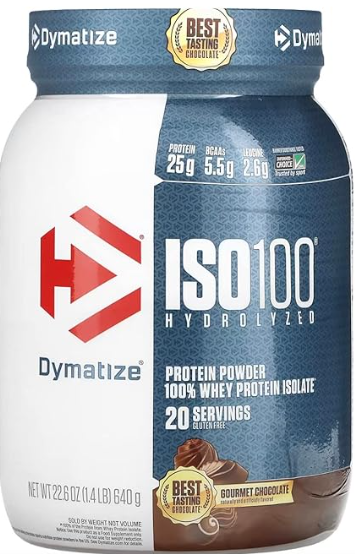 Dymatize
BEST
TASTING
CHOCOLATE
Dymatize
PROTEIN BCAAs LEUCINE
25g 5.5g 2.6g
INFORMED
CHOICE
Trusted by sport
ISO100®
HYDROLYZED
Dymatize®
PROTEIN POWDER
100% WHEY PROTEIN ISOLATE
20 SERVINGS
GLUTEN FREE
NET WT 22.6 OZ (1.4 LB) 640 g
BEST
TASTING
CHOCOLATE
GOURMET CHOCOLATE
SOLD BY WEIGHT NOT VOLUME